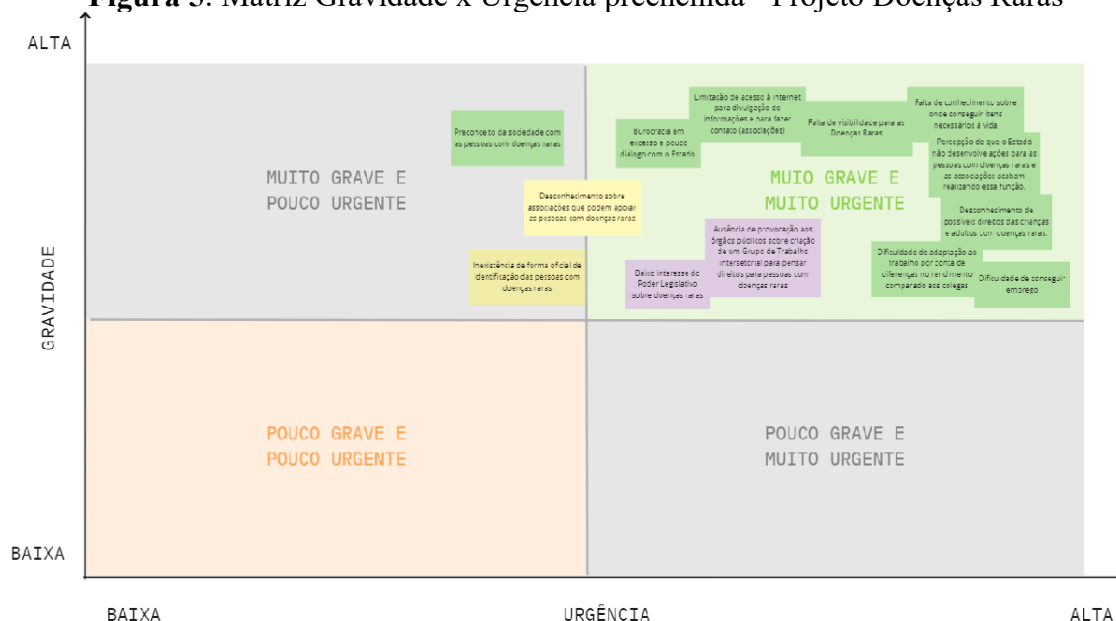 Figura 5: Matriz Gravidade x Urgência preenchida - Projeto Doenças Raras
ALTA
GRAVIDADE
BAIXA
MUITO GRAVE E
POUCO URGENTE
Preconceito da sociedade com
as pessoas com doenças raras
Desconhecimento sobre
associações que podem apoiar
as pessoas com doenças raras
Inexistência de forma oficial de
identificação das pessoas com
doenças raras
MUIO GRAVE E
MUITO URGENTE
Burocracia em
excesso e pouco
diálogo com o Estado
Limitação de acesso à internet
para divulgação de
informações e para fazer
contato (associações)
Falta de visibilidade para as
Doenças Raras
Falta de conhecimento sobre
onde conseguir itens
necessários à vida
Percepção de que o Estado
não desenvolve ações para as
pessoas com doenças raras e
as associações acabam
realizando essa função.
Desconhecimento de
possíveis direitos das crianças
e adultos com doenças raras.
Ausência de provocação aos
órgãos públicos sobre criação
de um Grupo de Trabalho
intersetorial para pensar
direitos para pessoas com
doenças raras
Baixo interesse do
Poder Legislativo
sobre doenças raras
Dificuldade de adaptação ao
trabalho por conta de
diferenças no rendimento
comparado aos colegas
Dificuldade de conseguir
emprego
POUCO GRAVE E
POUCO URGENTE
POUCO GRAVE E
MUITO URGENTE
BAIXA
URGÊNCIA
ALTA